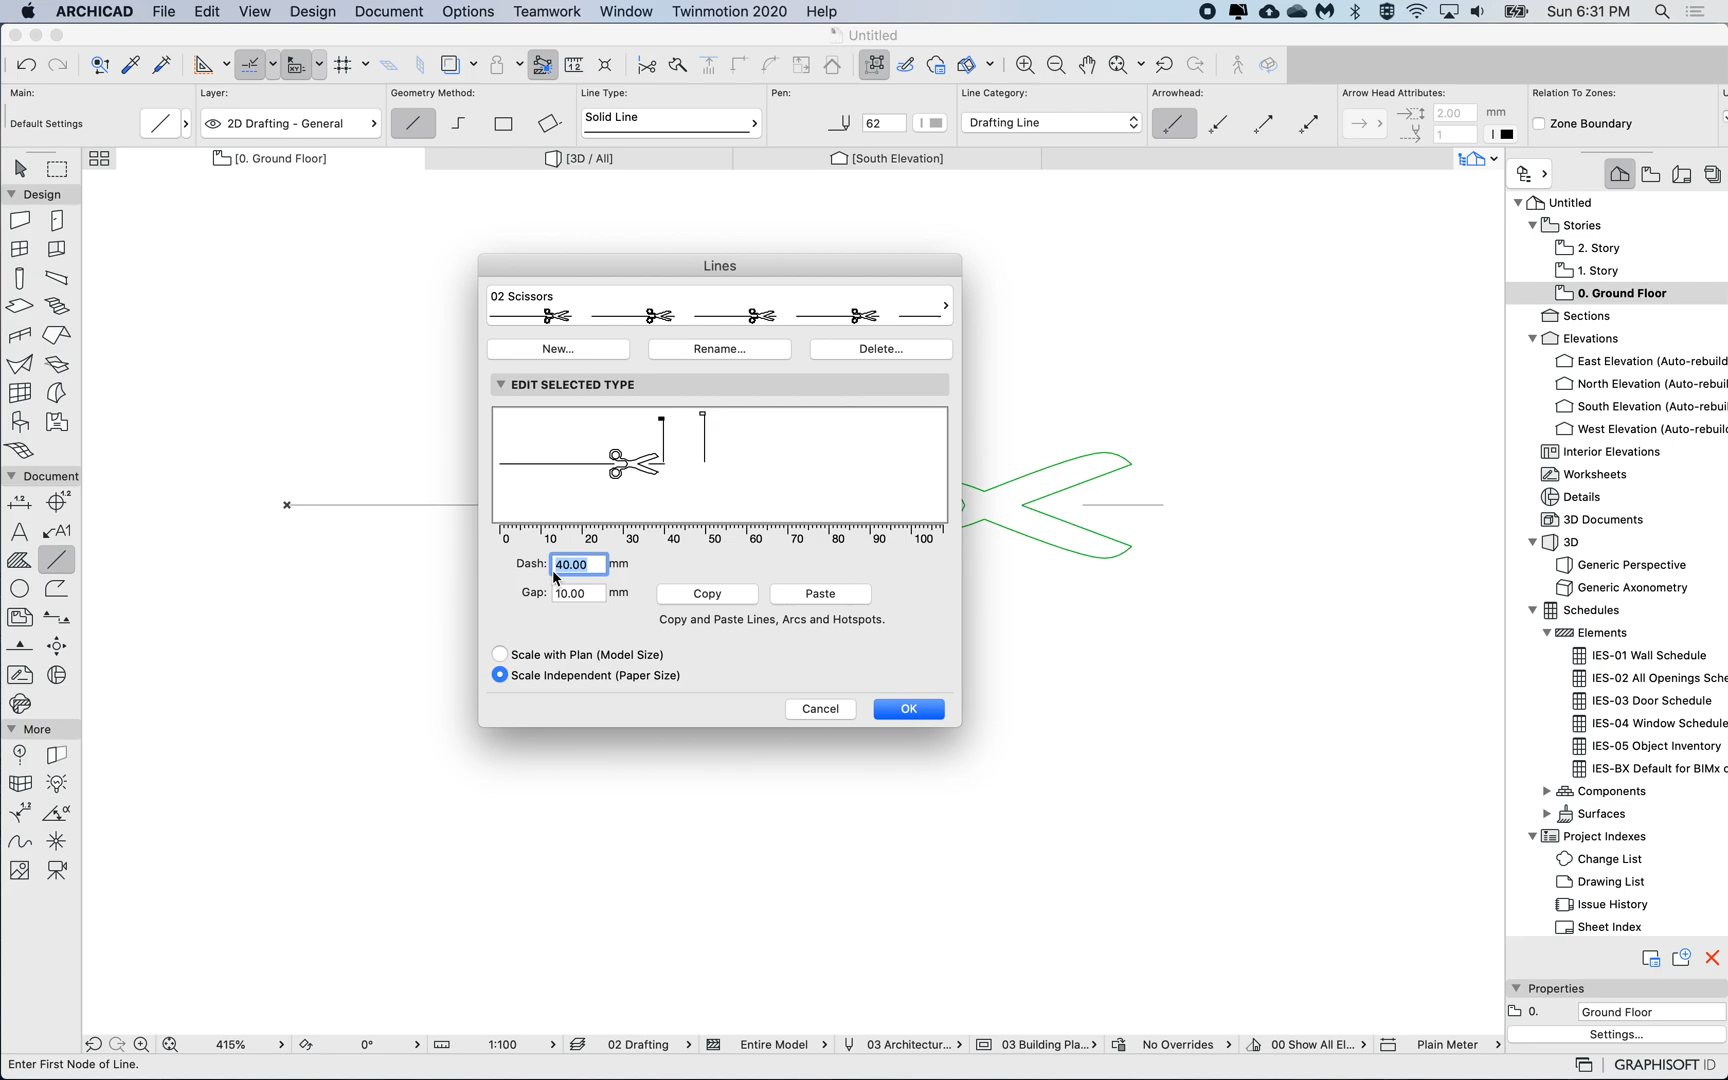 ARCHICAD File Edit View Design Document Options Teamwork Window Twinmotion 2020 Help Sun 6:31 PM
Untitled
Main: Layer: Geometry Method: Line Type: Pen: Line Category: Arrowhead: Arrow Head Attributes: Relation To Zones:
Default Settings 2D Drafting - General Solid Line 62 Drafting Line 2.00 mm 1 Zone Boundary
[0. Ground Floor] [3D / All] [South Elevation]
Design
Document
More
Lines
02 Scissors
New... Rename... Delete...
EDIT SELECTED TYPE
0 10 20 30 40 50 60 70 80 90 100
Dash: 40.00 mm
Gap: 10.00 mm Copy Paste
Copy and Paste Lines, Arcs and Hotspots.
Scale with Plan (Model Size)
Scale Independent (Paper Size)
Cancel OK
Untitled
Stories
2. Story
1. Story
0. Ground Floor
Sections
Elevations
East Elevation (Auto-rebuild
North Elevation (Auto-rebui
South Elevation (Auto-rebui
West Elevation (Auto-rebuil
Interior Elevations
Worksheets
Details
3D Documents
3D
Generic Perspective
Generic Axonometry
Schedules
Elements
IES-01 Wall Schedule
IES-02 All Openings Sche
IES-03 Door Schedule
IES-04 Window Schedule
IES-05 Object Inventory
IES-BX Default for BIMx c
Components
Surfaces
Project Indexes
Change List
Drawing List
Issue History
Sheet Index
Properties
0. Ground Floor
Settings...
415% 0° 1:100 02 Drafting Entire Model 03 Architectur... 03 Building Pla... No Overrides 00 Show All El... Plain Meter
Enter First Node of Line. GRAPHISOFT ID